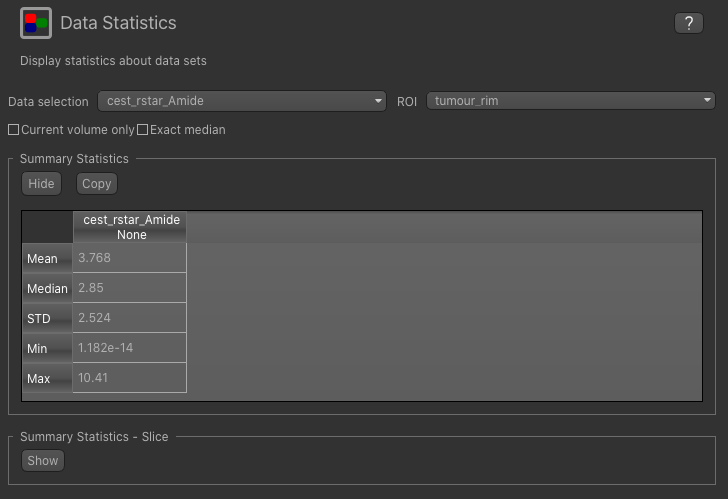 Data Statistics
?
Display statistics about data sets
Data selection cest_rstar_Amide ROI tumour_rim
Current volume only Exact median
Summary Statistics
Hide Copy
cest_rstar_Amide
None
Mean 3.768
Median 2.85
STD 2.524
Min 1.182e-14
Max 10.41
Summary Statistics - Slice
Show